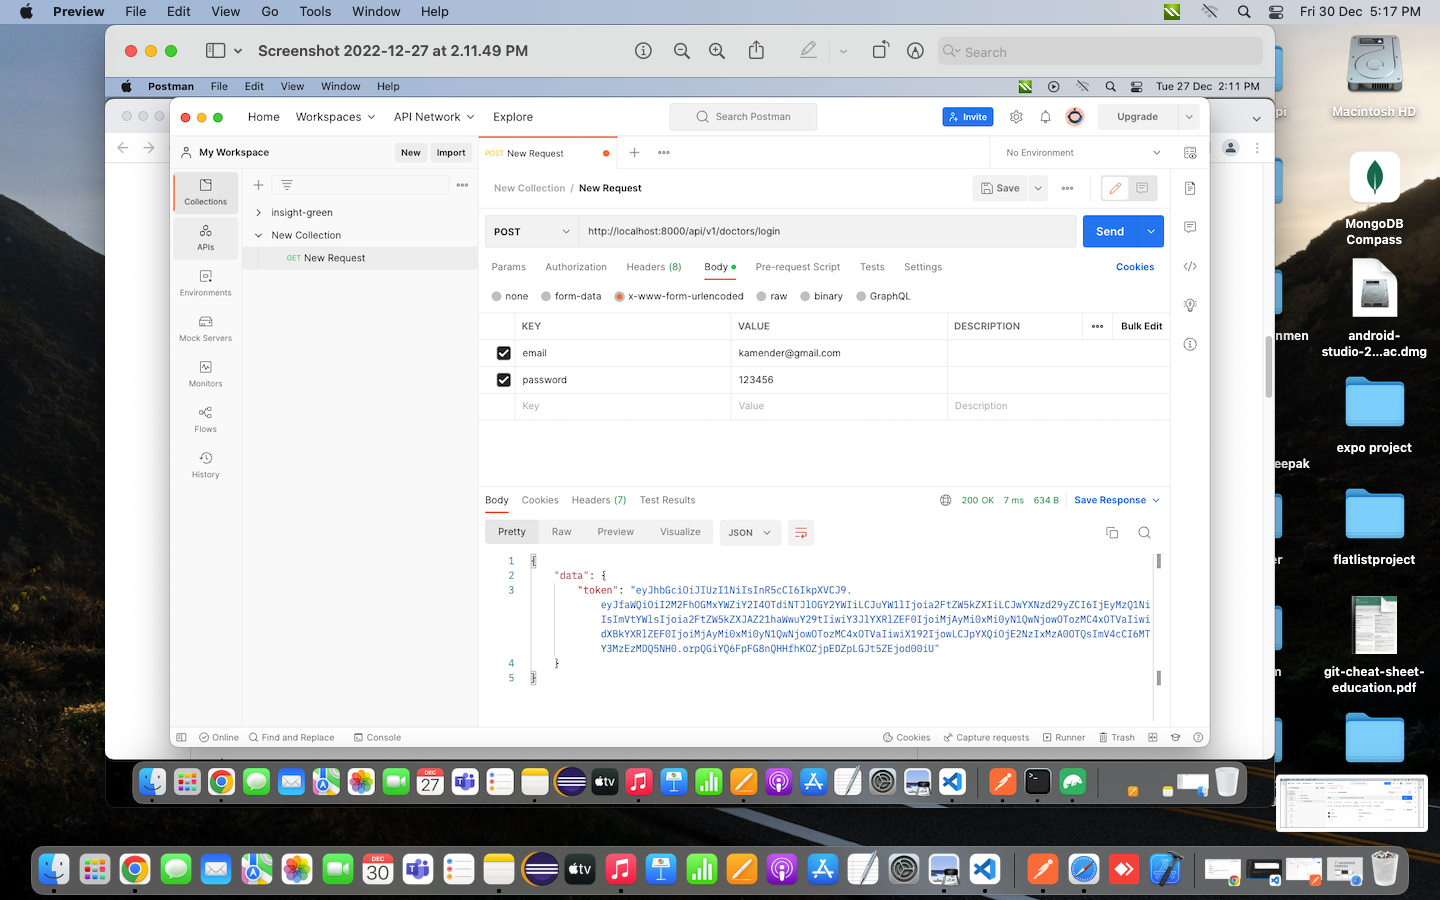 Preview File Edit View Go Tools Window Help Fri 30 Dec 5:17 PM
Screenshot 2022-12-27 at 2.11.49 PM Search
Postman File Edit View Window Help Tue 27 Dec 2:11 PM
Home Workspaces API Network Explore Search Postman Invite Upgrade
My Workspace New Import POST New Request No Environment
New Collection / New Request Save
Collections
insight-green
New Collection
GET New Request
APIs
Environments
Mock Servers
Monitors
Flows
History
POST http://localhost:8000/api/v1/doctors/login Send
Params Authorization Headers (8) Body Pre-request Script Tests Settings Cookies
none form-data x-www-form-urlencoded raw binary GraphQL
KEY VALUE DESCRIPTION Bulk Edit
email kamender@gmail.com
password 123456
Key Value Description
Body Cookies Headers (7) Test Results 200 OK 7 ms 634 B Save Response
Pretty Raw Preview Visualize JSON
1 {
2 "data": {
3 "token": "eyJhbGciOiJIUzI1NiIsInR5cCI6IkpXVCJ9.
4 }
5 }
Online Find and Replace Console Cookies Capture requests Runner Trash
Macintosh HD
MongoDB
Compass
android-
studio-2...ac.dmg
expo project
flatlistproject
git-cheat-sheet-
education.pdf
pi
nmen
eepak
er
m
DEC
27
tv
DEC
30
tv